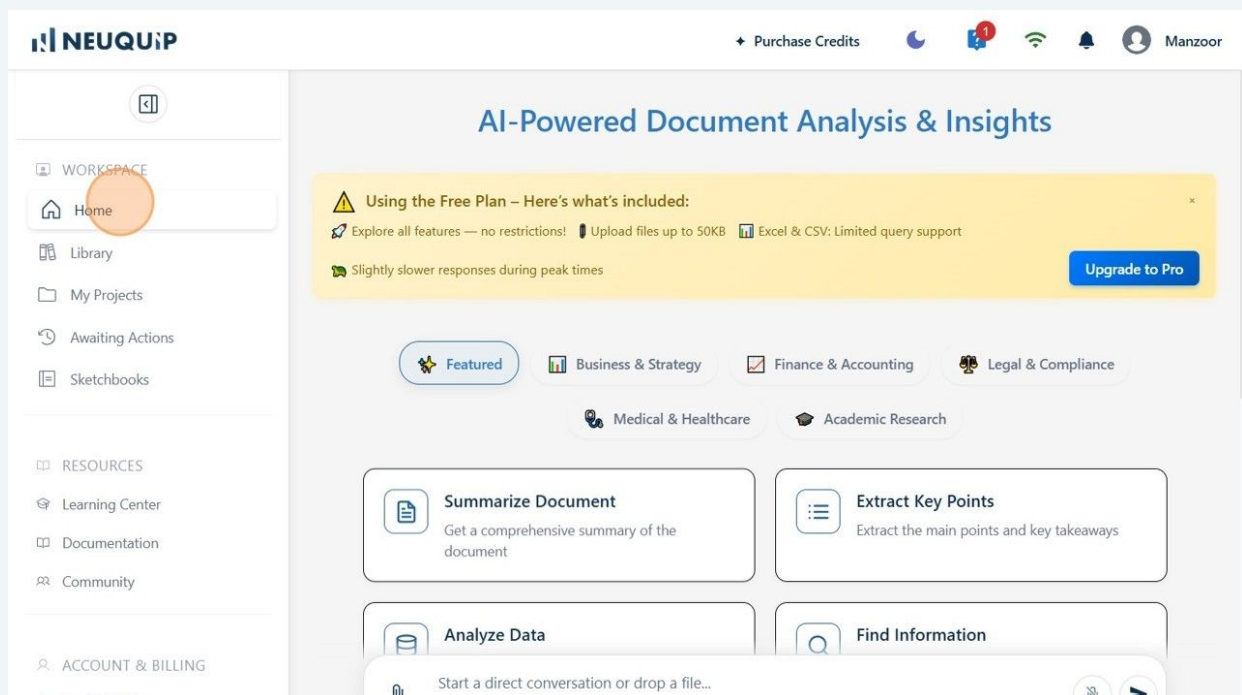 NEUQUIP
Purchase Credits
1
Manzoor
WORKSPACE
Home
Library
My Projects
Awaiting Actions
Sketchbooks
RESOURCES
Learning Center
Documentation
Community
ACCOUNT & BILLING
AI-Powered Document Analysis & Insights
Using the Free Plan – Here's what's included:
Explore all features — no restrictions! Upload files up to 50KB Excel & CSV: Limited query support
Slightly slower responses during peak times
Upgrade to Pro
Featured
Business & Strategy
Finance & Accounting
Legal & Compliance
Medical & Healthcare
Academic Research
Summarize Document
Get a comprehensive summary of the
document
Extract Key Points
Extract the main points and key takeaways
Analyze Data
Find Information
Start a direct conversation or drop a file...